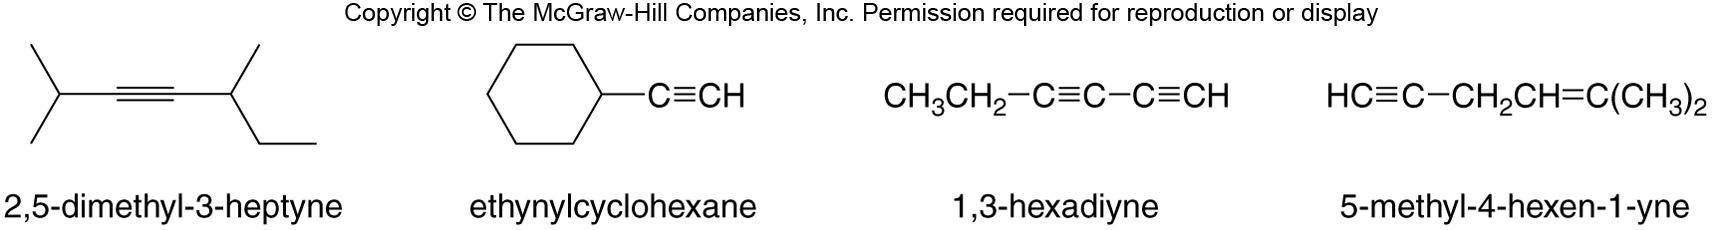 Copyright © The McGraw-Hill Companies, Inc. Permission required for reproduction or display
C≡CH
CH₃CH₂−C≡C−C≡CH
HC≡C−CH₂CH=C(CH₃)₂
2,5-dimethyl-3-heptyne
ethynylcyclohexane
1,3-hexadiyne
5-methyl-4-hexen-1-yne